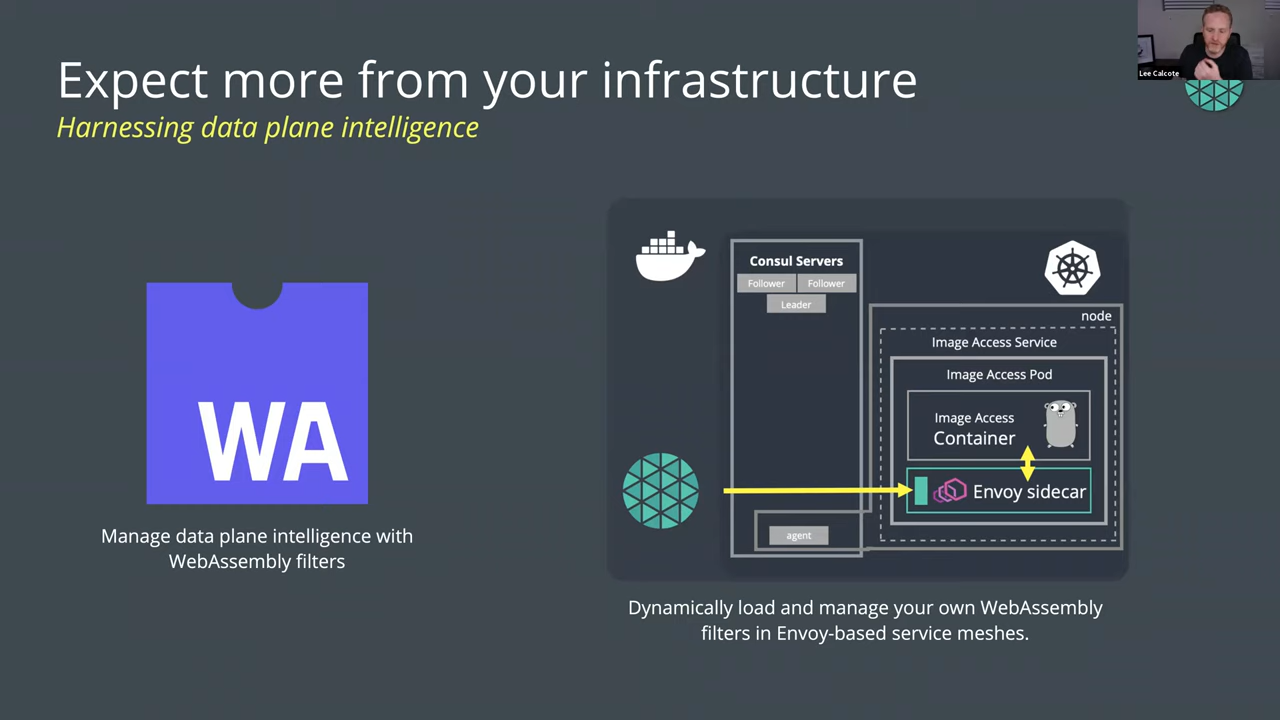 Expect more from your infrastructure
Harnessing data plane intelligence
Lee Calcote
WA
Manage data plane intelligence with
WebAssembly filters
Consul Servers
Follower Follower
Leader
node
Image Access Service
Image Access Pod
Image Access
Container
Envoy sidecar
agent
Dynamically load and manage your own WebAssembly
filters in Envoy-based service meshes.